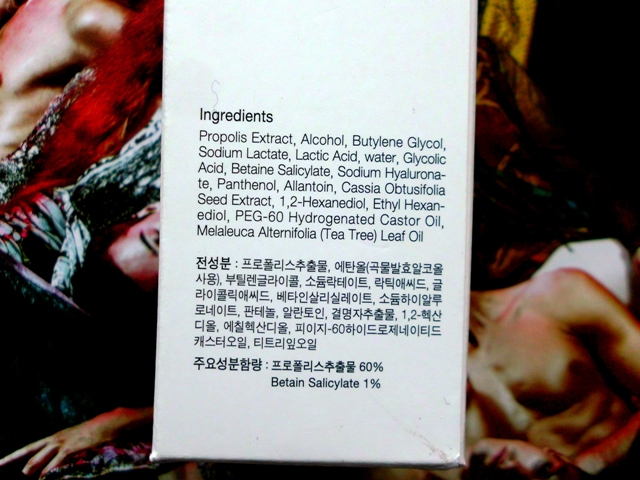 Ingredients
Propolis Extract, Alcohol, Butylene Glycol,
Sodium Lactate, Lactic Acid, water, Glycolic
Acid, Betaine Salicylate, Sodium Hyalurona-
te, Panthenol, Allantoin, Cassia Obtusifolia
Seed Extract, 1,2-Hexanediol, Ethyl Hexan-
ediol, PEG-60 Hydrogenated Castor Oil,
Melaleuca Alternifolia (Tea Tree) Leaf Oil
전성분 : 프로폴리스추출물, 에탄올(곡물발효알코올
사용), 부틸렌글라이콜, 소듐락테이트, 락틱애씨드, 글
라이콜릭애씨드, 베타인살리실레이트, 소듐하이알루
로네이트, 판테놀, 알란토인, 결명자추출물, 1,2-헥산
디올, 에칠헥산디올, 피이지-60하이드로제네이티드
캐스터오일, 티트리잎오일
주요성분함량 : 프로폴리스추출물 60%
Betain Salicylate 1%